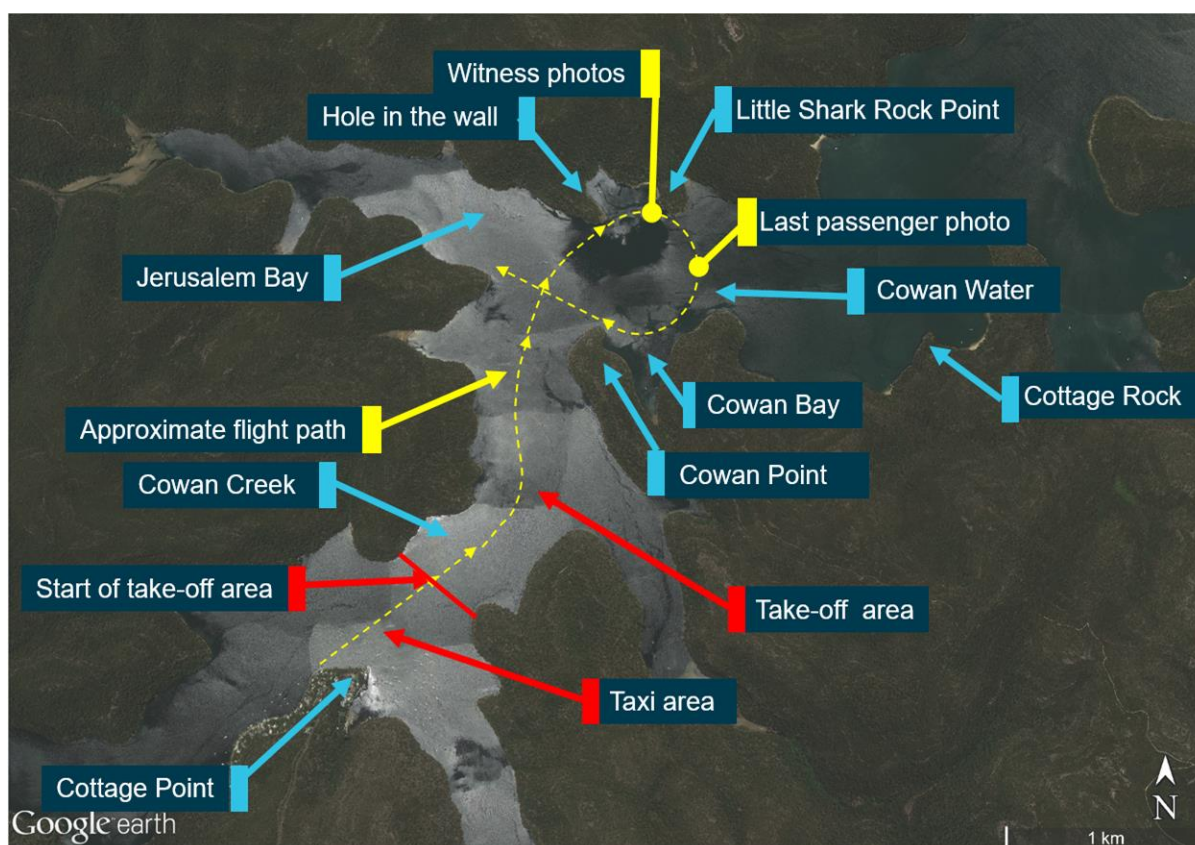 Witness photos
Hole in the wall
Little Shark Rock Point
Last passenger photo
Jerusalem Bay
Cowan Water
Cottage Rock
Cowan Bay
Approximate flight path
Cowan Point
Cowan Creek
Start of take-off area
Take-off area
Taxi area
Cottage Point
Google earth
N
1 km